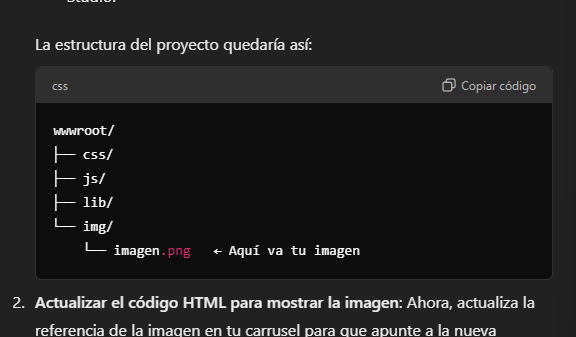 Studio.
La estructura del proyecto quedaría así:
css Copiar código
wwwroot/
├── css/
├── js/
├── lib/
└── img/
    └── imagen.png   ← Aquí va tu imagen
2. Actualizar el código HTML para mostrar la imagen: Ahora, actualiza la
referencia de la imagen en tu carrusel para que apunte a la nueva